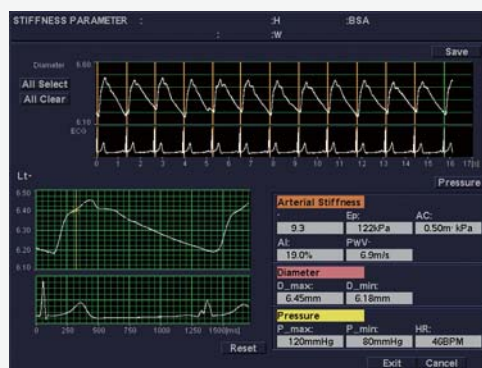 STIFFNESS PARAMETER : :H :BSA
: :W
Save
Diameter 6.80
All Select
All Clear
6.10
ECG
0 1 2 3 4 5 6 7 8 9 10 11 12 13 14 15 16 17[s]
Lt-
Pressure
6.50
6.40
6.30
6.20
6.10
0 250 500 750 1000 1250 1500[ms]
Reset
Arterial Stiffness
Ep: AC:
9.3 122kPa 0.50m kPa
AI: PWV-
19.0% 6.9m/s
Diameter
D_max: D_min:
6.45mm 6.18mm
Pressure
P_max: P_min: HR:
120mmHg 80mmHg 46BPM
Exit Cancel